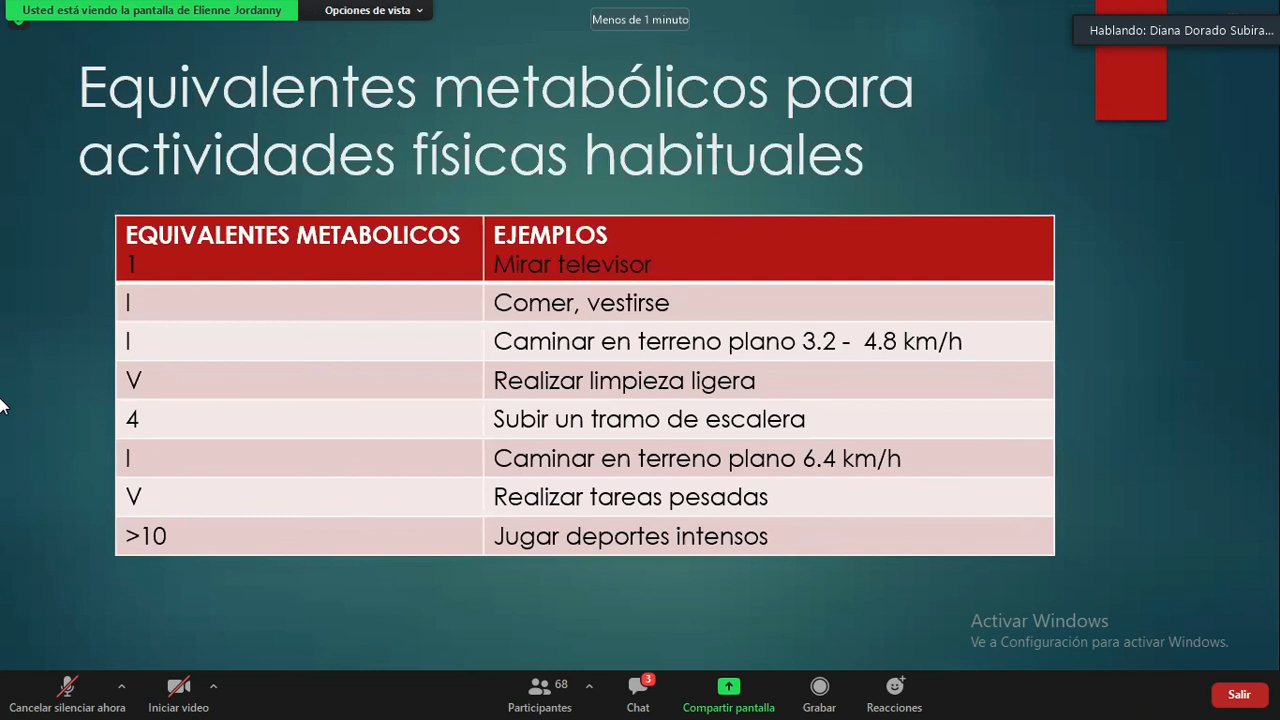 Usted está viendo la pantalla de Elienne Jordanny
Opciones de vista
Menos de 1 minuto
Hablando: Diana Dorado Subira...
Equivalentes metabólicos para
actividades físicas habituales
EQUIVALENTES METABOLICOS EJEMPLOS
1 Mirar televisor
I Comer, vestirse
I Caminar en terreno plano 3.2 - 4.8 km/h
V Realizar limpieza ligera
4 Subir un tramo de escalera
I Caminar en terreno plano 6.4 km/h
V Realizar tareas pesadas
>10 Jugar deportes intensos
Activar Windows
Ve a Configuración para activar Windows.
68
3
Cancelar silenciar ahora
Iniciar video
Participantes
Chat
Compartir pantalla
Grabar
Reacciones
Salir